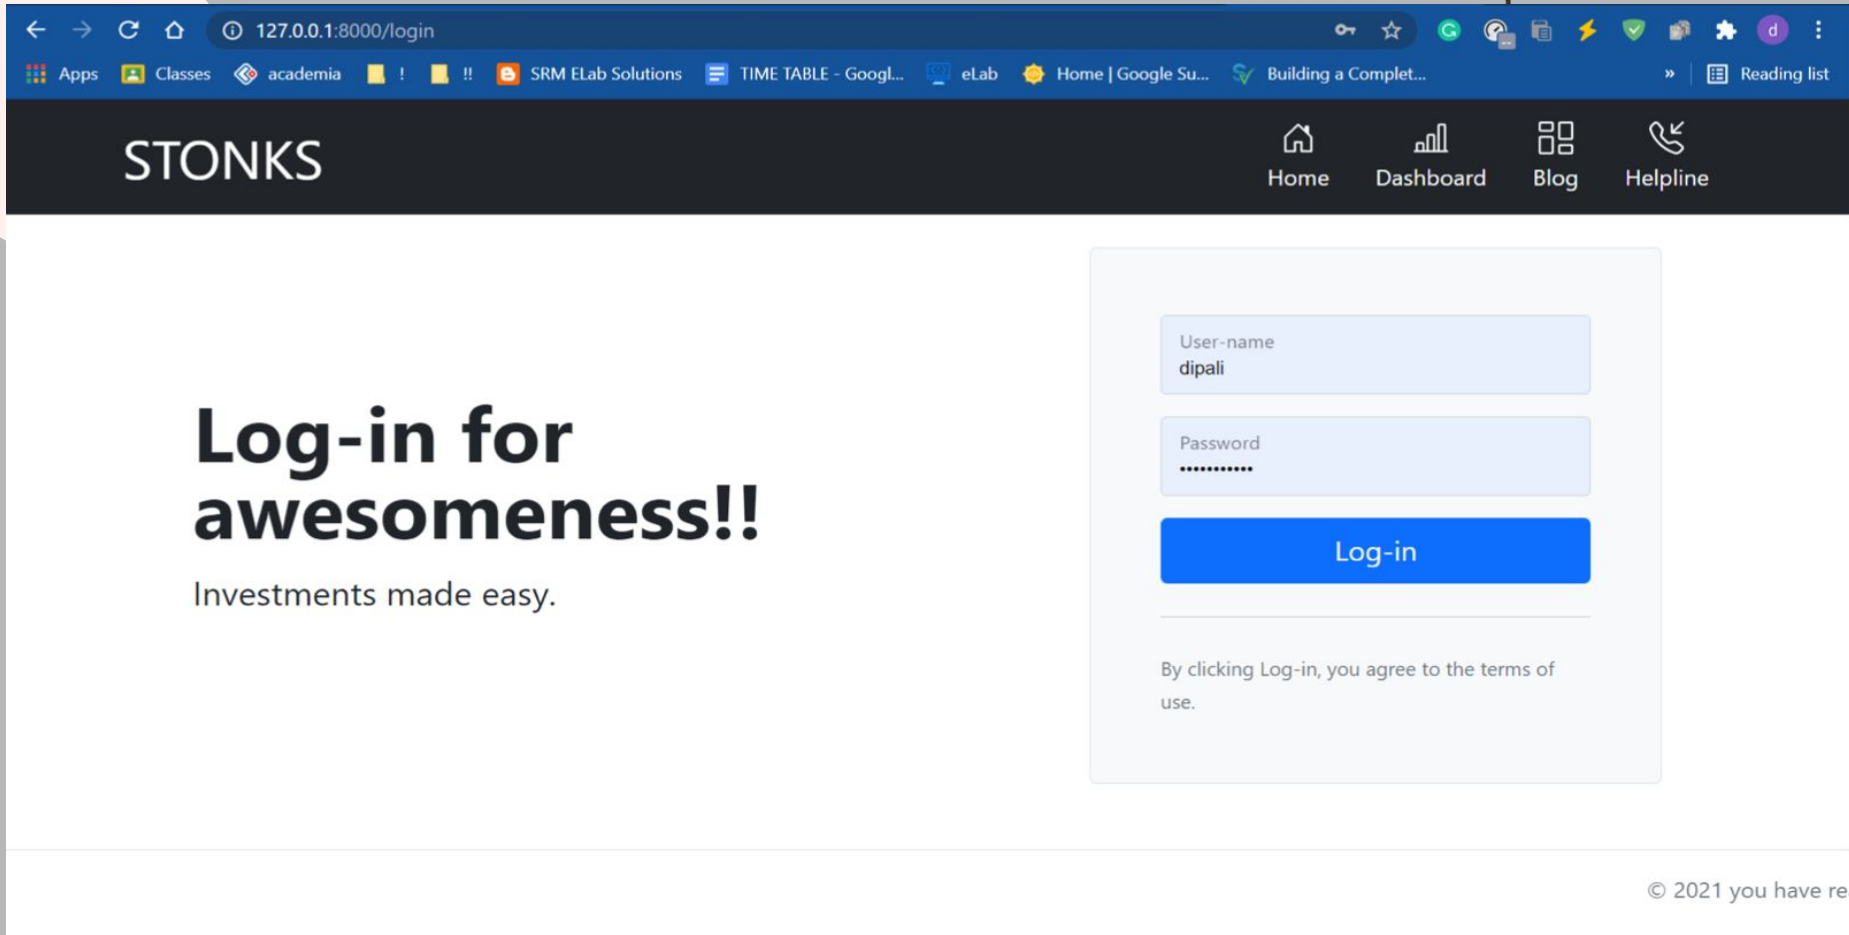 127.0.0.1:8000/login
d
Apps Classes academia ! !! SRM ELab Solutions TIME TABLE - Googl... eLab Home | Google Su... Building a Complet... » Reading list
STONKS
Home Dashboard Blog Helpline
User-name
dipali
Password
•••••••••••
Log-in
By clicking Log-in, you agree to the terms of
use.
Log-in for
awesomeness!!
Investments made easy.
© 2021 you have re